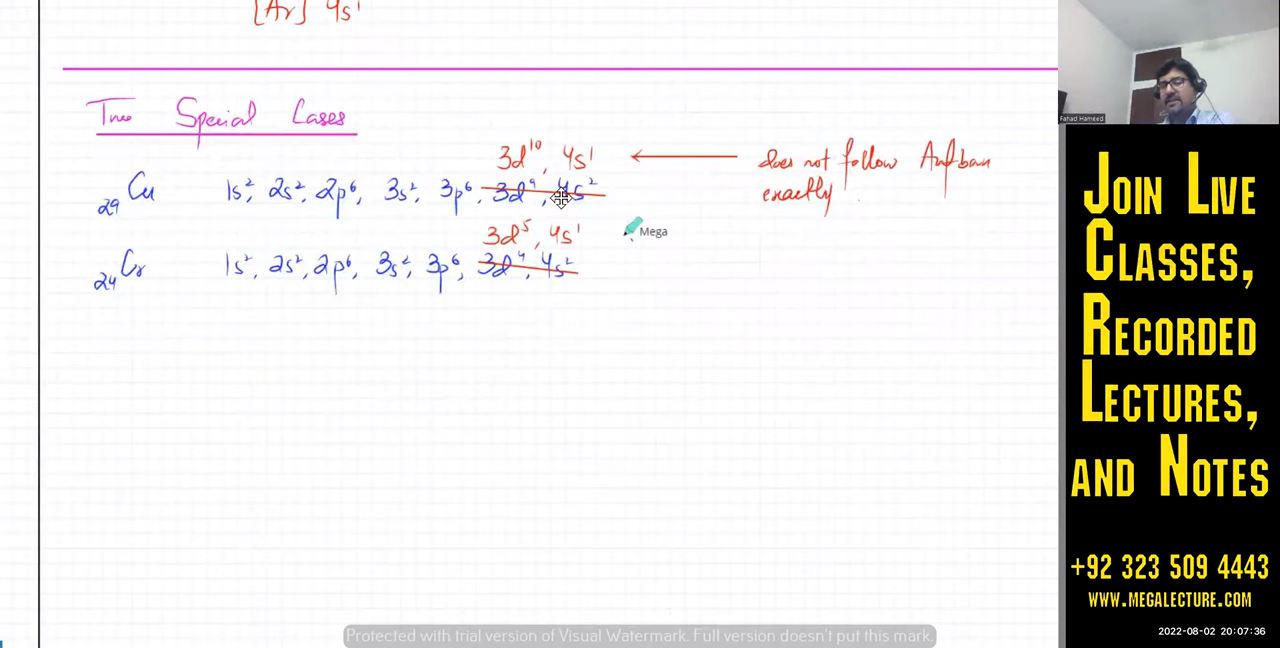 [Ar] 4s¹
Two Special Cases
3d¹⁰, 4s¹ ← does not follow Aufbau
₂₉Cu 1s², 2s², 2p⁶, 3s², 3p⁶, 3d⁹, 4s² exactly.
3d⁵, 4s¹ Mega
₂₄Cr 1s², 2s², 2p⁶, 3s², 3p⁶, 3d⁴, 4s²
Fahad Hameed
JOIN LIVE
CLASSES,
RECORDED
LECTURES,
AND NOTES
+92 323 509 4443
WWW.MEGALECTURE.COM
2022-08-02 20:07:36
Protected with trial version of Visual Watermark. Full version doesn't put this mark.